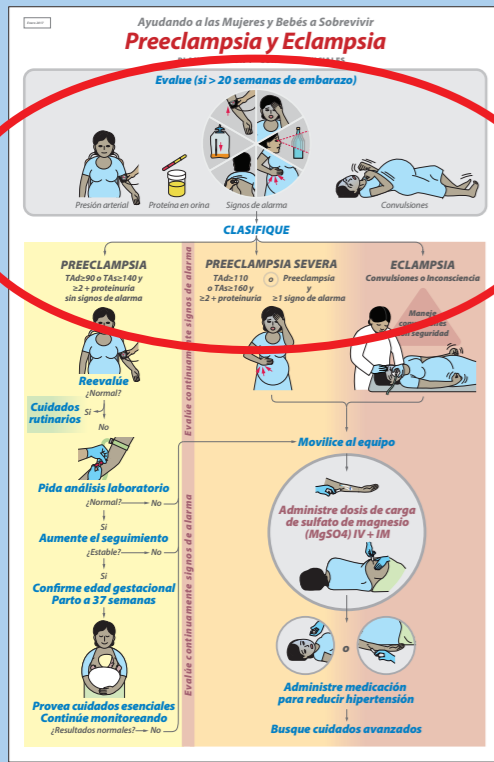 Enero 2017
Ayudando a las Mujeres y Bebés a Sobrevivir
Preeclampsia y Eclampsia
Evalue (si > 20 semanas de embarazo)
Presión arterial
Proteína en orina
Signos de alarma
Convulsiones
CLASIFIQUE
PREECLAMPSIA
TAd≥90 o TAs≥140 y
≥2 + proteinuria
sin signos de alarma
PREECLAMPSIA SEVERA
TAd≥110
o TAs≥160 y
≥2 + proteinuria
o
Preeclampsia
y
≥1 signo de alarma
ECLAMPSIA
Convulsiones o Inconsciencia
Maneje
seguridad
Evalúe continuamente signos de alarma
Reevalúe
¿Normal?
Si
Cuidados
rutinarios
No
Pida análisis laboratorio
¿Normal?
No
Si
Aumente el seguimiento
¿Estable?
No
Si
Confirme edad gestacional
Parto a 37 semanas
Provea cuidados esenciales
Continúe monitoreando
¿Resultados normales?
No
Evalúe continuamente signos de alarma
Movilice al equipo
Administre dosis de carga
de sulfato de magnesio
(MgSO4) IV + IM
o
Administre medicación
para reducir hipertensión
Busque cuidados avanzados